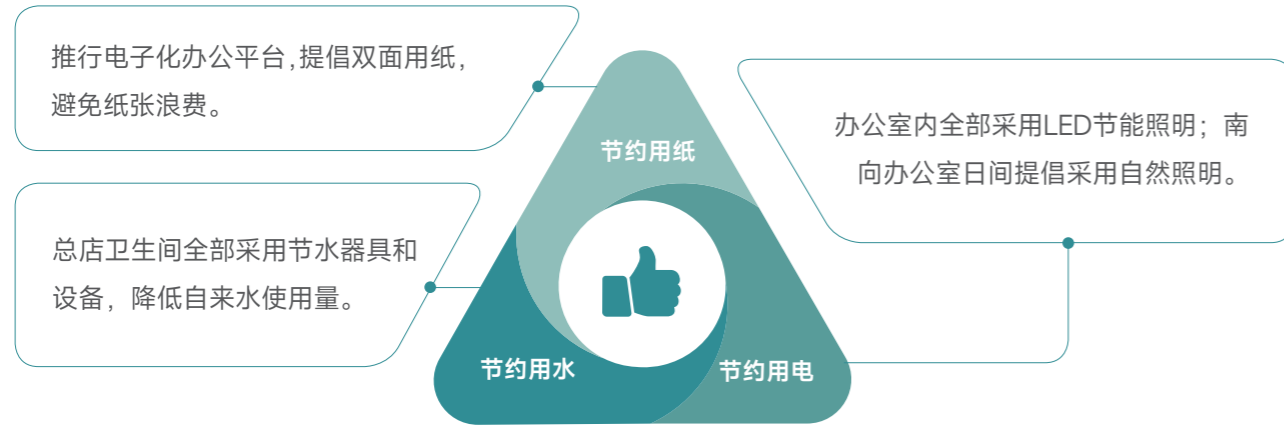 推行电子化办公平台,提倡双面用纸,
避免纸张浪费。
节约用纸
办公室内全部采用LED节能照明；南
向办公室日间提倡采用自然照明。
总店卫生间全部采用节水器具和
设备，降低自来水使用量。
节约用水
节约用电